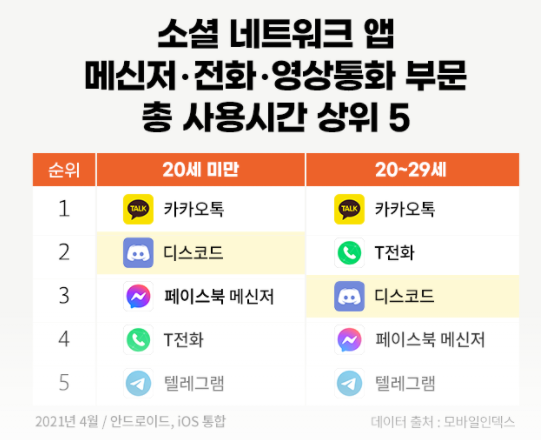 소셜 네트워크 앱
메신저·전화·영상통화 부문
총 사용시간 상위 5
순위 20세 미만 20~29세
1 TALK 카카오톡 TALK 카카오톡
2 디스코드 T전화
3 페이스북 메신저 디스코드
4 T전화 페이스북 메신저
5 텔레그램 텔레그램
2021년 4월 / 안드로이드, iOS 통합 데이터 출처 : 모바일인덱스